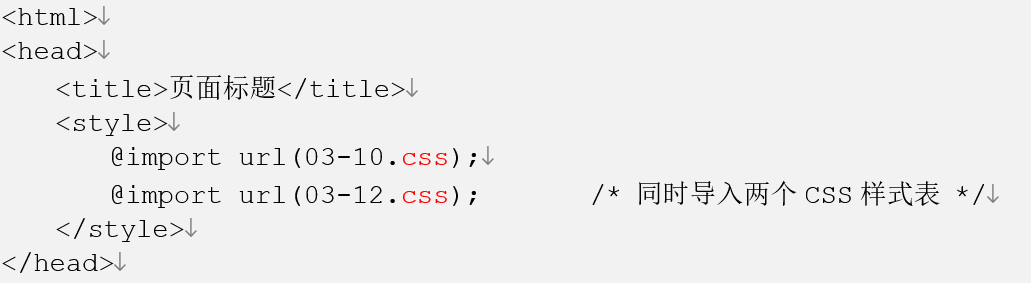 <html>↓
<head>↓
<title>页面标题</title>↓
<style>↓
@import url(03-10.css);↓
@import url(03-12.css); /* 同时导入两个 CSS 样式表 */↓
</style>↓
</head>↓